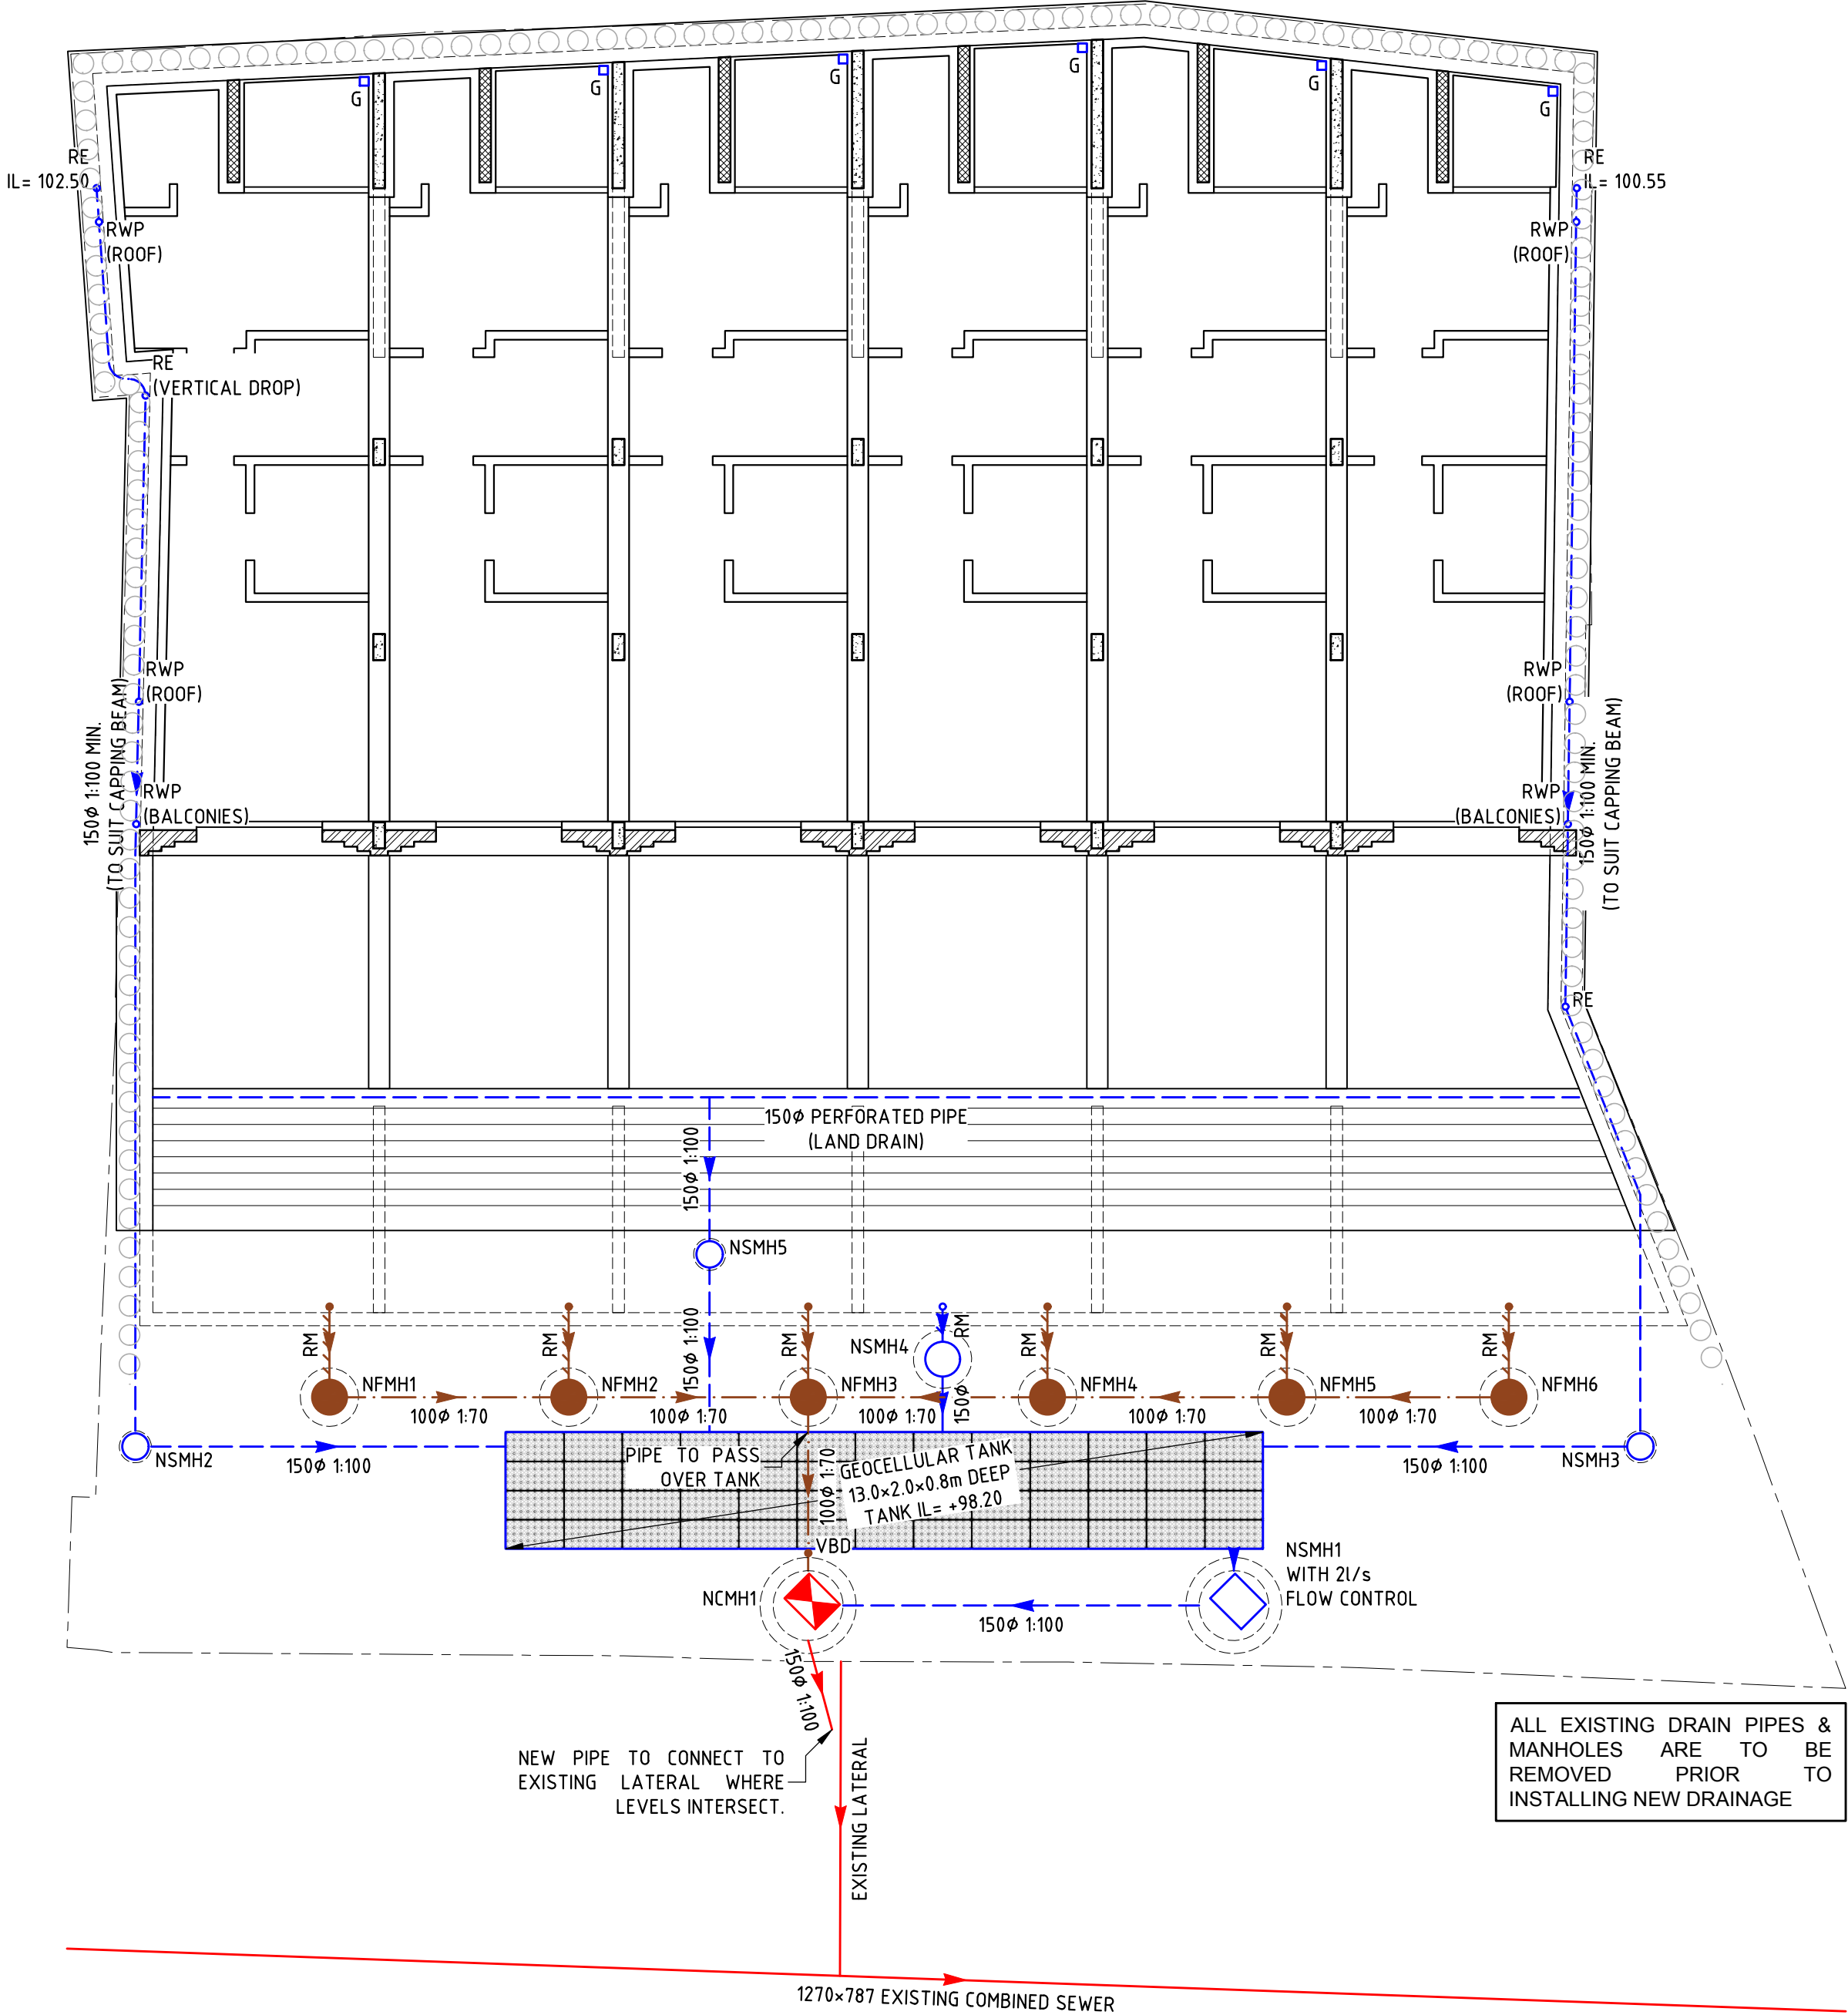 G
G
G
G
G
G
RE
IL= 102.50
RE
IL= 100.55
RWP
(ROOF)
RWP
(ROOF)
RE
(VERTICAL DROP)
RWP
(ROOF)
RWP
(ROOF)
150Ø 1:100 MIN.
(TO SUIT CAPPING BEAM)
150Ø 1:100 MIN.
(TO SUIT CAPPING BEAM)
RWP
(BALCONIES)
RWP
(BALCONIES)
RE
150Ø PERFORATED PIPE
(LAND DRAIN)
150Ø 1:100
NSMH5
150Ø 1:100
RM
RM
RM
NSMH4
RM
RM
RM
RM
NFMH1
NFMH2
NFMH3
150Ø
NFMH4
NFMH5
NFMH6
100Ø 1:70
100Ø 1:70
100Ø 1:70
100Ø 1:70
100Ø 1:70
NSMH2
150Ø 1:100
PIPE TO PASS
OVER TANK
100Ø 1:70
GEOCELLULAR TANK
13.0×2.0×0.8m DEEP
TANK IL= +98.20
150Ø 1:100
NSMH3
VBD
NCMH1
150Ø 1:100
NSMH1
WITH 2l/s
FLOW CONTROL
150Ø 1:100
NEW PIPE TO CONNECT TO
EXISTING LATERAL WHERE
LEVELS INTERSECT.
EXISTING LATERAL
ALL EXISTING DRAIN PIPES &
MANHOLES ARE TO BE
REMOVED PRIOR TO
INSTALLING NEW DRAINAGE
1270×787 EXISTING COMBINED SEWER